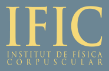 IFIC
INSTITUT DE FÍSICA
CORPUSCULAR